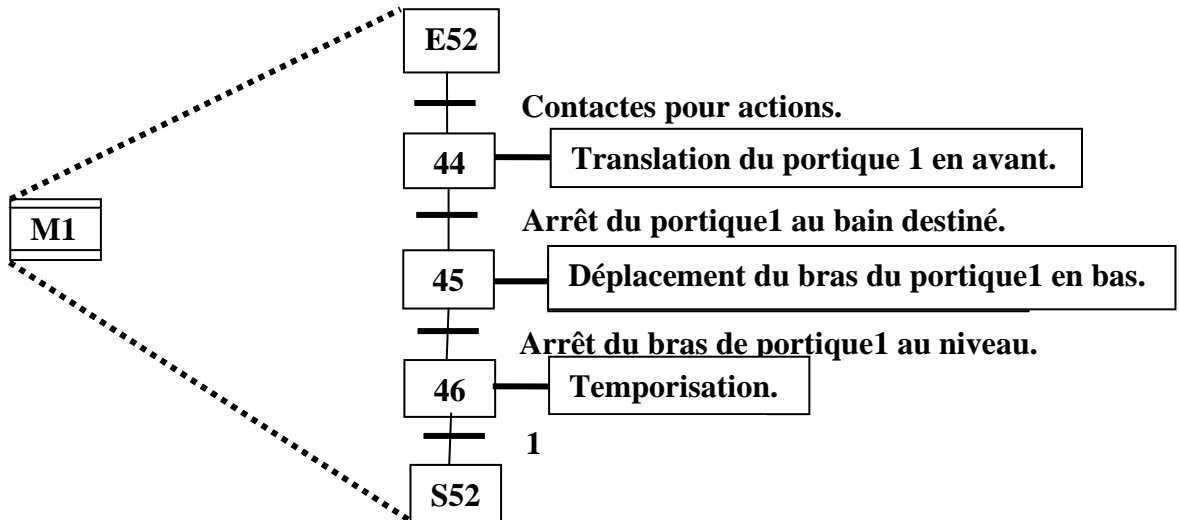 E52
Contactes pour actions.
44
Translation du portique 1 en avant.
M1
Arrêt du portique1 au bain destiné.
45
Déplacement du bras du portique1 en bas.
Arrêt du bras de portique1 au niveau.
46
Temporisation.
1
S52